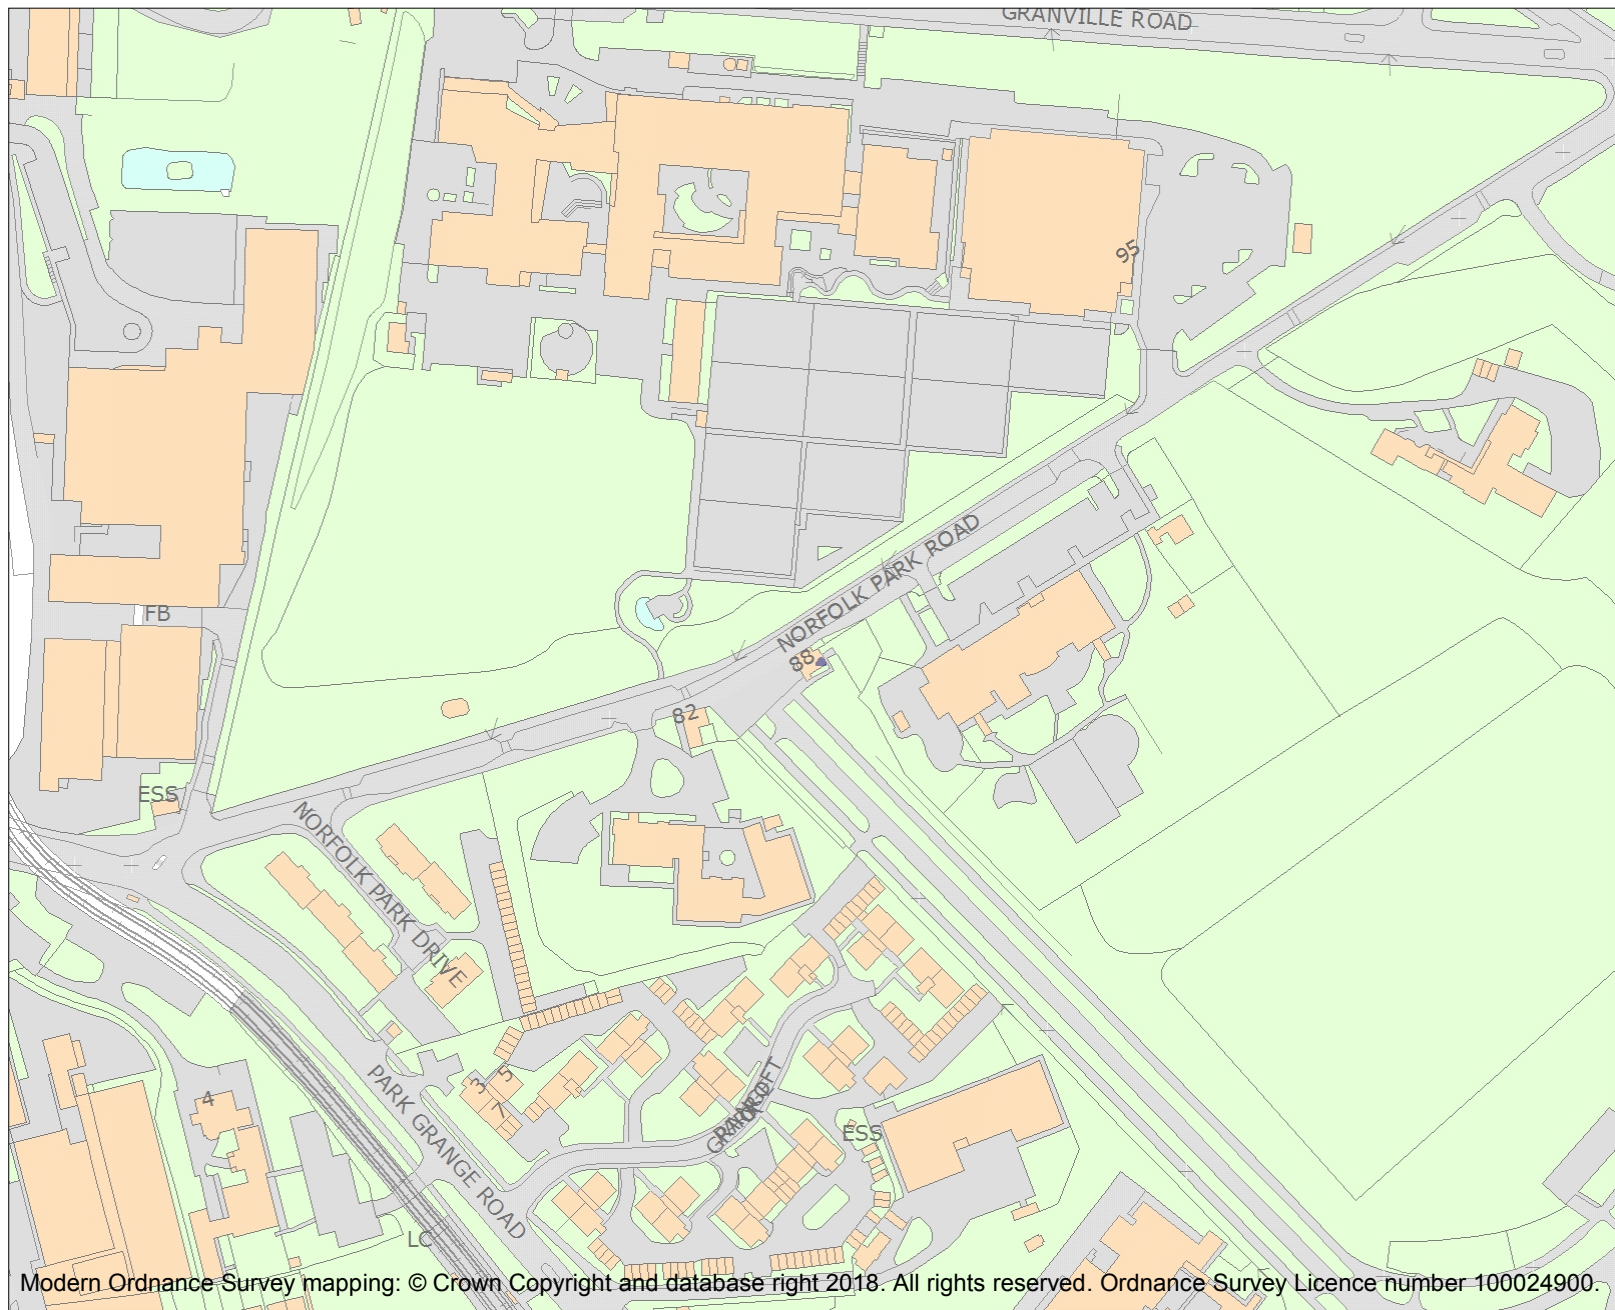 GRANVILLE ROAD
95
NORFOLK PARK ROAD
88
FB
82
ESS
NORFOLK PARK DRIVE
3
5
7
4
PARK GRANGE ROAD
ESS
LC
Modern Ordnance Survey mapping: © Crown Copyright and database right 2018. All rights reserved. Ordnance Survey Licence number 100024900.